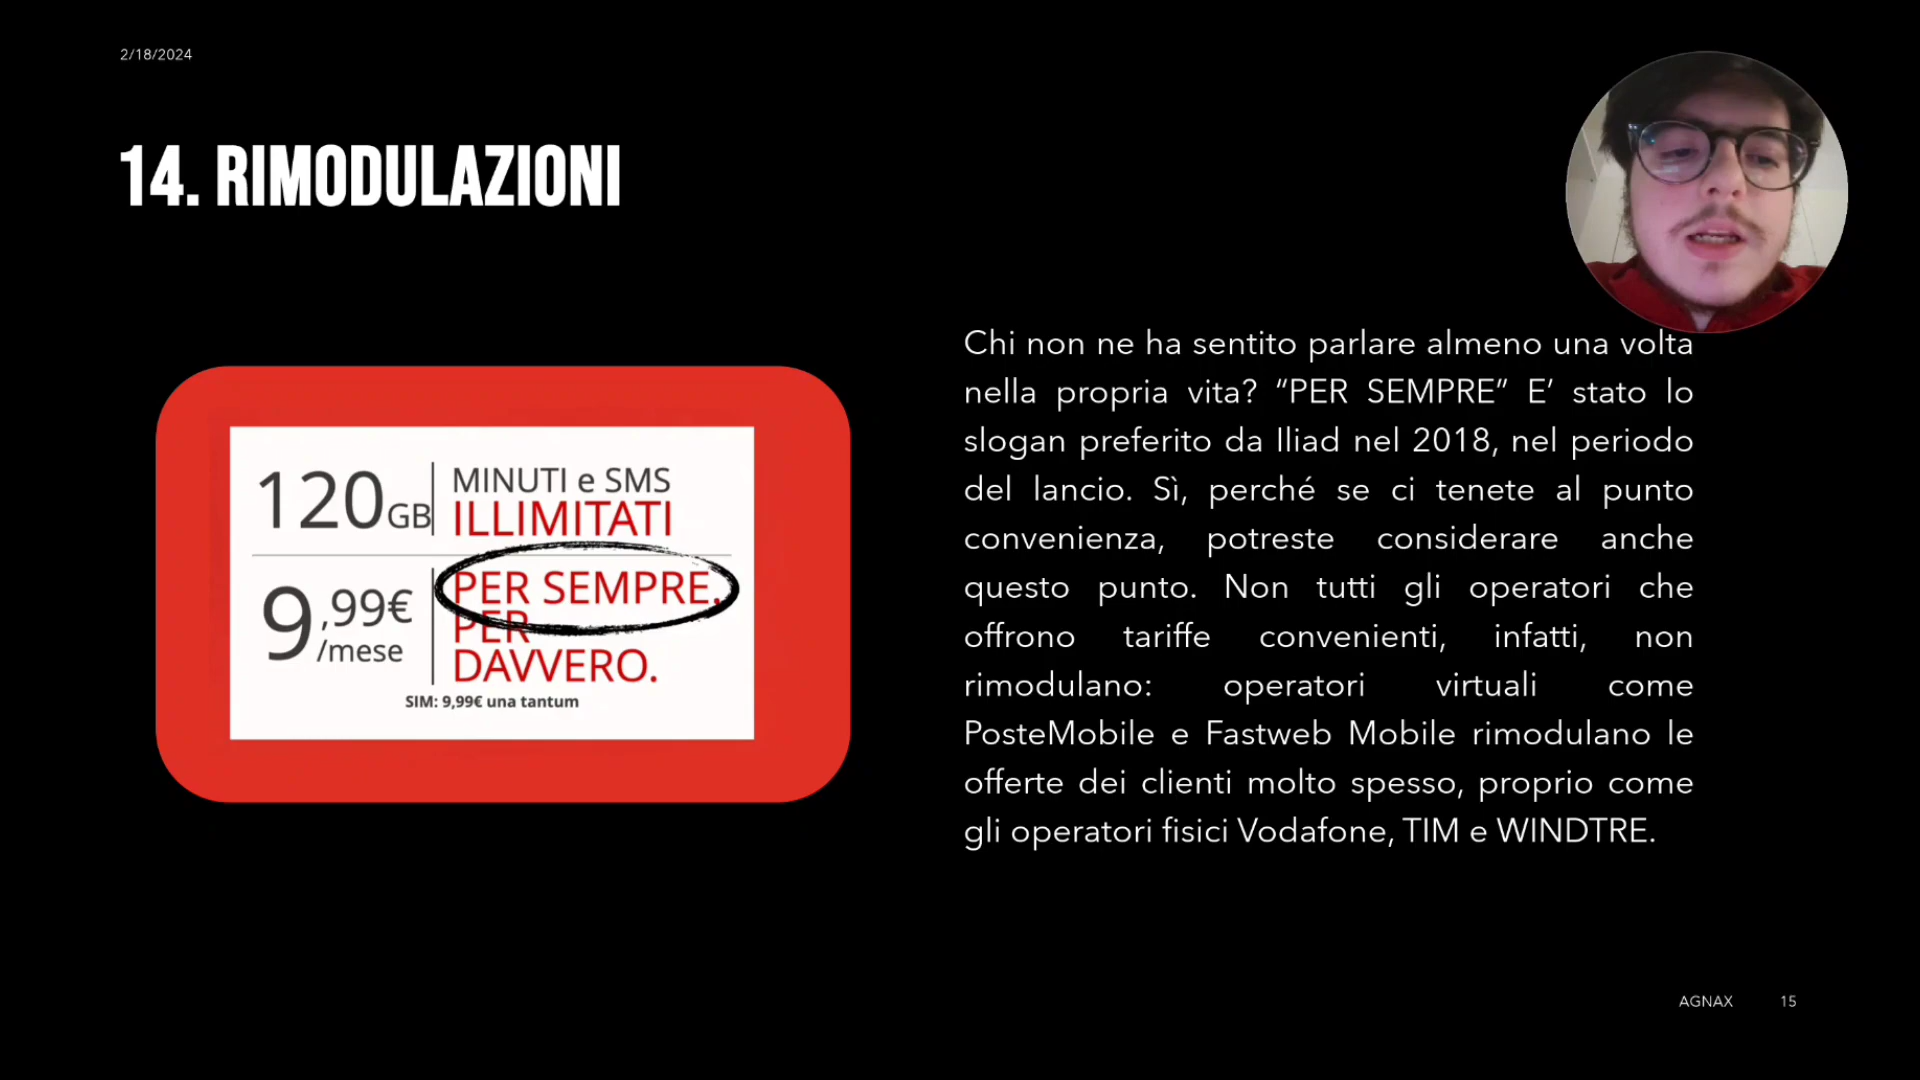 2/18/2024
14. RIMODULAZIONI
120GB
MINUTI e SMS
ILLIMITATI
9,99€
/mese
PER SEMPRE.
PER
DAVVERO.
SIM: 9,99€ una tantum
Chi non ne ha sentito parlare almeno una volta
nella propria vita? “PER SEMPRE” E’ stato lo
slogan preferito da Iliad nel 2018, nel periodo
del lancio. Sì, perché se ci tenete al punto
convenienza, potreste considerare anche
questo punto. Non tutti gli operatori che
offrono tariffe convenienti, infatti, non
rimodulano: operatori virtuali come
PosteMobile e Fastweb Mobile rimodulano le
offerte dei clienti molto spesso, proprio come
gli operatori fisici Vodafone, TIM e WINDTRE.
AGNAX 15